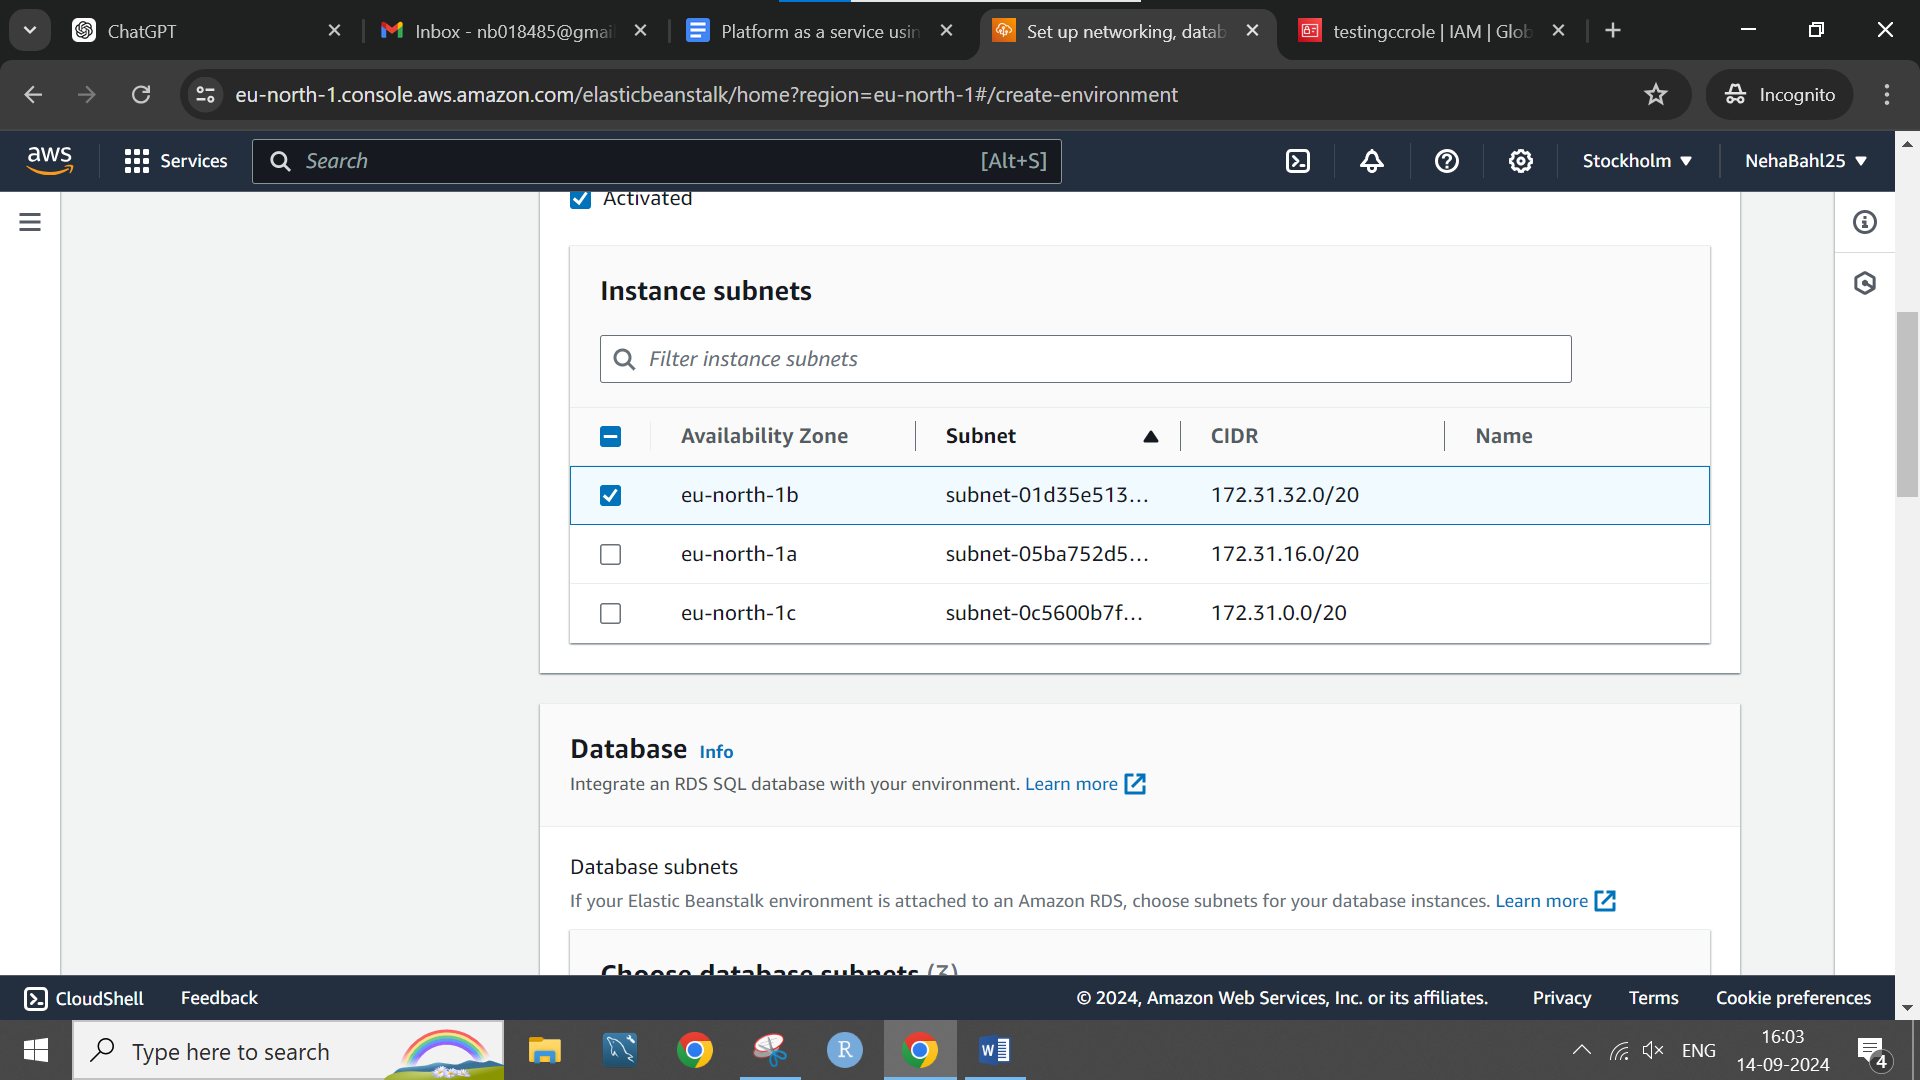 ChatGPT
Inbox - nb018485@gmai
Platform as a service usin
Set up networking, datab
testingccrole | IAM | Glob
eu-north-1.console.aws.amazon.com/elasticbeanstalk/home?region=eu-north-1#/create-environment
Incognito
aws
Services
Search
[Alt+S]
Stockholm
NehaBahl25
Activated
Instance subnets
Filter instance subnets
Availability Zone Subnet CIDR Name
eu-north-1b subnet-01d35e513... 172.31.32.0/20
eu-north-1a subnet-05ba752d5... 172.31.16.0/20
eu-north-1c subnet-0c5600b7f... 172.31.0.0/20
Database Info
Integrate an RDS SQL database with your environment. Learn more
Database subnets
If your Elastic Beanstalk environment is attached to an Amazon RDS, choose subnets for your database instances. Learn more
Choose database subnets (3)
CloudShell Feedback © 2024, Amazon Web Services, Inc. or its affiliates. Privacy Terms Cookie preferences
Type here to search
R
W
ENG
16:03
14-09-2024
4